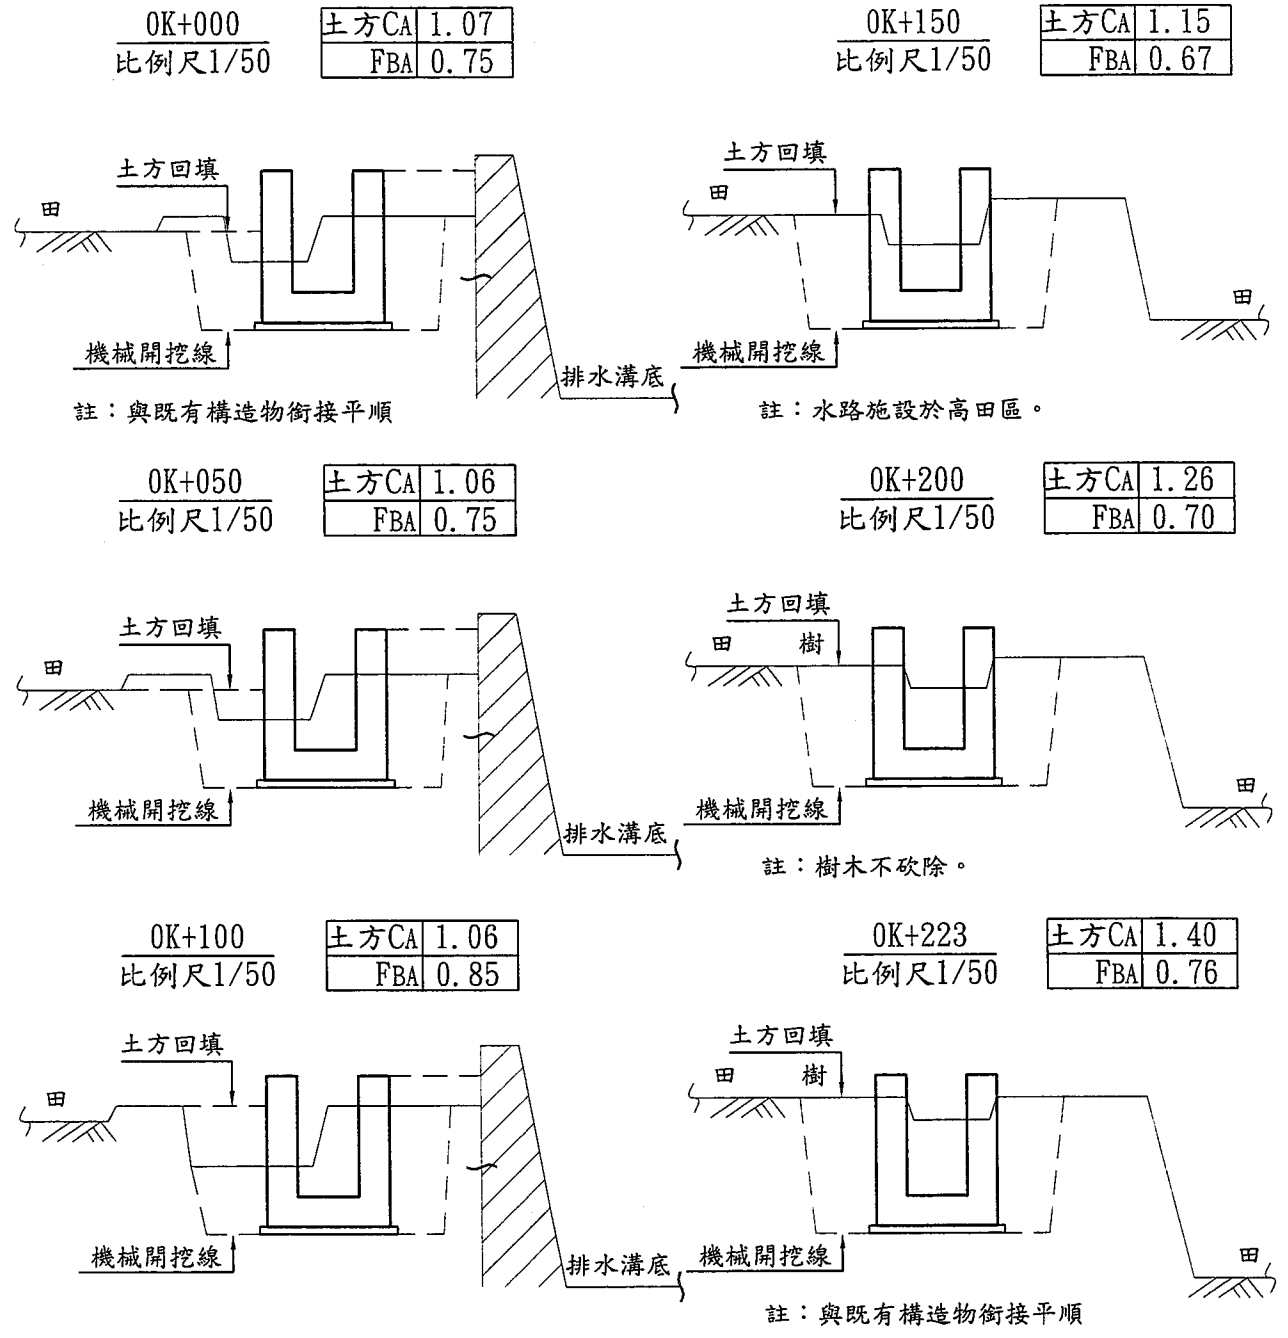 0K+000
比例尺1/50
土方CA 1.07
FBA 0.75
土方回填
田
機械開挖線
排水溝底
註：與既有構造物銜接平順
0K+050
比例尺1/50
土方CA 1.06
FBA 0.75
土方回填
田
機械開挖線
排水溝底
0K+100
比例尺1/50
土方CA 1.06
FBA 0.85
土方回填
田
機械開挖線
排水溝底
0K+150
比例尺1/50
土方CA 1.15
FBA 0.67
土方回填
田
田
機械開挖線
註：水路施設於高田區。
0K+200
比例尺1/50
土方CA 1.26
FBA 0.70
土方回填
田 樹
田
機械開挖線
註：樹木不砍除。
0K+223
比例尺1/50
土方CA 1.40
FBA 0.76
土方回填
田 樹
田
機械開挖線
註：與既有構造物銜接平順